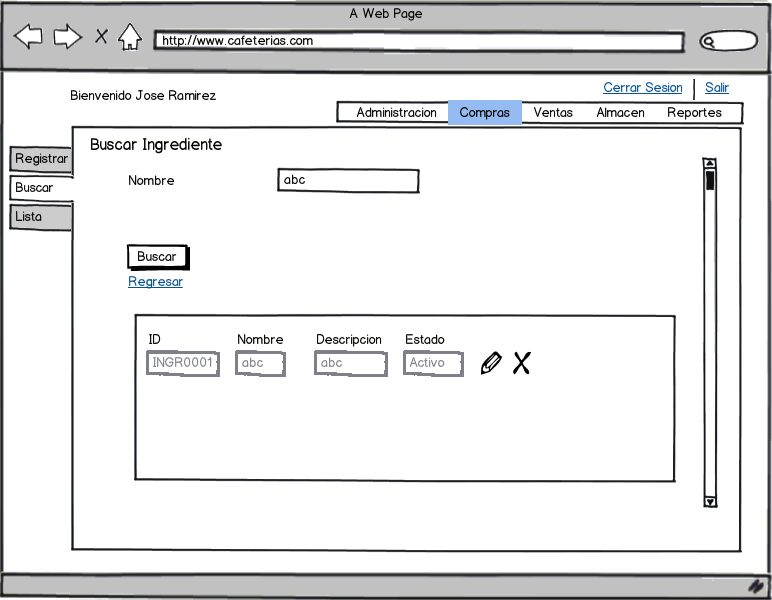 A Web Page
http://www.cafeterias.com
Cerrar Sesion Salir
Bienvenido Jose Ramirez
Administracion Compras Ventas Almacen Reportes
Buscar Ingrediente
Registrar
Nombre abc
Buscar
Lista
Buscar
Regresar
ID Nombre Descripcion Estado
INGR0001 abc abc Activo